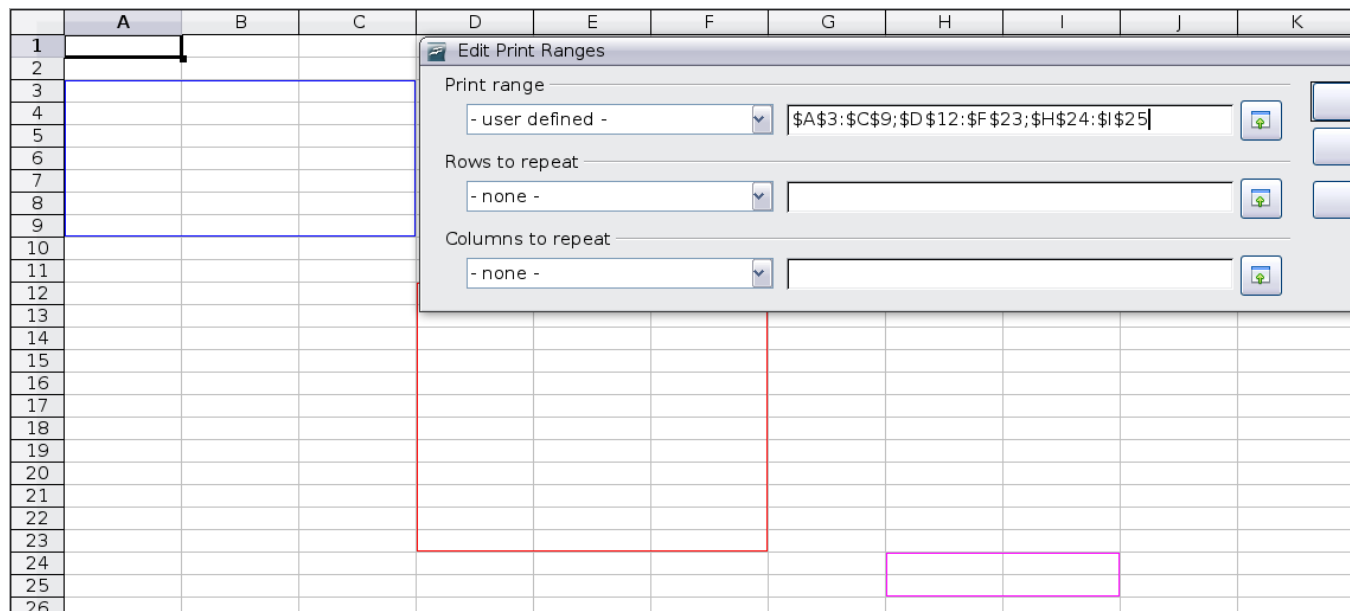 A B C D E F G H I J K
1
2
3
4
5
6
7
8
9
10
11
12
13
14
15
16
17
18
19
20
21
22
23
24
25
26
Edit Print Ranges
Print range
- user defined -
$A$3:$C$9;$D$12:$F$23;$H$24:$I$25
Rows to repeat
- none -
Columns to repeat
- none -